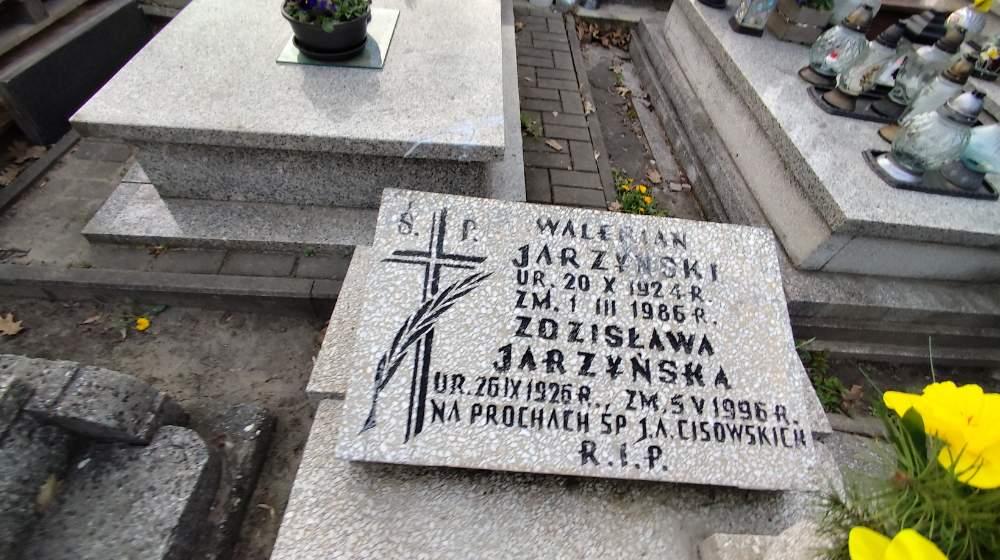 Ś. P.
WALERIAN
JARZYŃSKI
UR. 20 X 1924 R.
ZM. 1 III 1986 R.
ZDZISŁAWA
JARZYŃSKA
UR. 26 IX 1926 R., ZM. 5 V 1996 R.
NA PROCHACH ŚP J.A. CISOWSKICH
R.I.P.